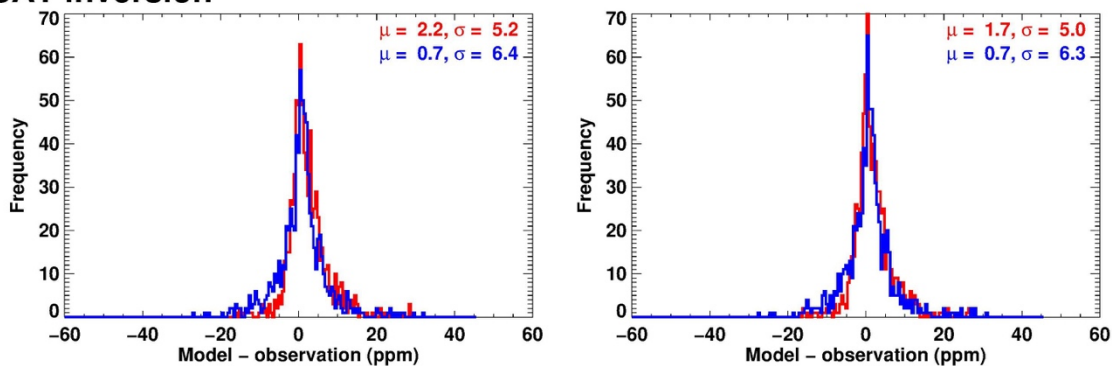 70
60
50
40
30
20
10
0
Frequency
μ = 2.2, σ = 5.2
μ = 0.7, σ = 6.4
−60 −40 −20 0 20 40 60
Model − observation (ppm)
70
60
50
40
30
20
10
0
Frequency
μ = 1.7, σ = 5.0
μ = 0.7, σ = 6.3
−60 −40 −20 0 20 40 60
Model − observation (ppm)